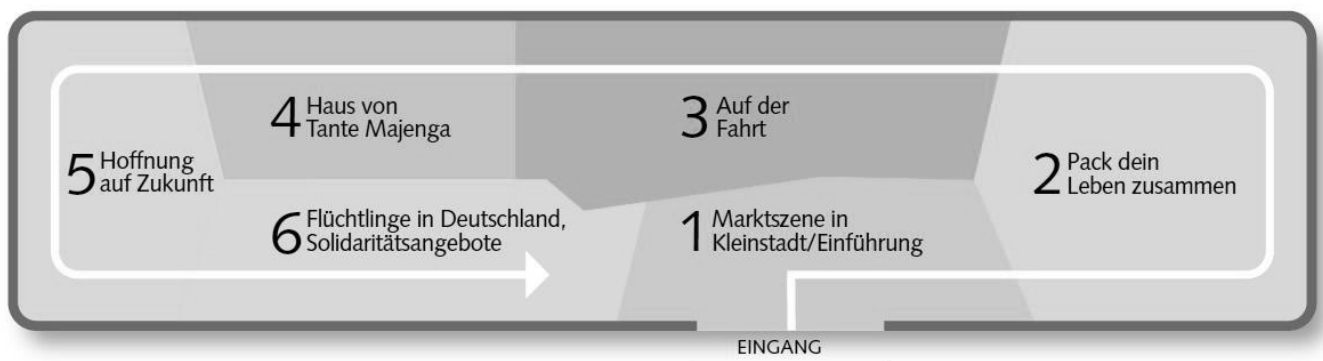 4 Haus von
Tante Majenga
3 Auf der
Fahrt
5 Hoffnung
auf Zukunft
2 Pack dein
Leben zusammen
6 Flüchtlinge in Deutschland,
Solidaritätsangebote
1 Marktszene in
Kleinstadt/Einführung
EINGANG